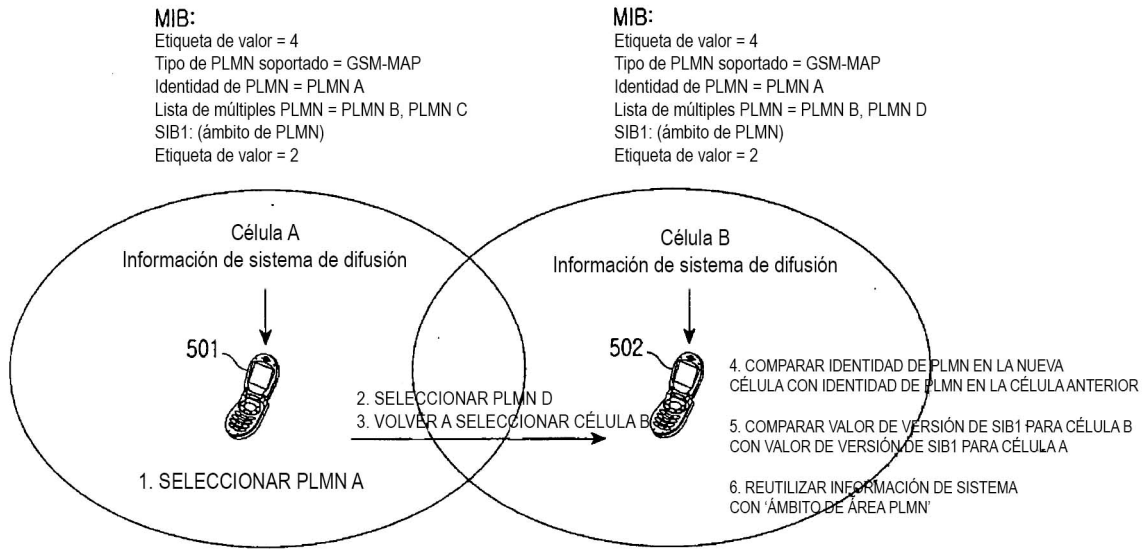 MIB:
Etiqueta de valor = 4
Tipo de PLMN soportado = GSM-MAP
Identidad de PLMN = PLMN A
Lista de múltiples PLMN = PLMN B, PLMN C
SIB1: (ámbito de PLMN)
Etiqueta de valor = 2
MIB:
Etiqueta de valor = 4
Tipo de PLMN soportado = GSM-MAP
Identidad de PLMN = PLMN A
Lista de múltiples PLMN = PLMN B, PLMN D
SIB1: (ámbito de PLMN)
Etiqueta de valor = 2
Célula A
Información de sistema de difusión
501
1. SELECCIONAR PLMN A
2. SELECCIONAR PLMN D
3. VOLVER A SELECCIONAR CÉLULA B
Célula B
Información de sistema de difusión
502
4. COMPARAR IDENTIDAD DE PLMN EN LA NUEVA
CÉLULA CON IDENTIDAD DE PLMN EN LA CÉLULA ANTERIOR
5. COMPARAR VALOR DE VERSIÓN DE SIB1 PARA CÉLULA B
CON VALOR DE VERSIÓN DE SIB1 PARA CÉLULA A
6. REUTILIZAR INFORMACIÓN DE SISTEMA
CON ‘ÁMBITO DE ÁREA PLMN’